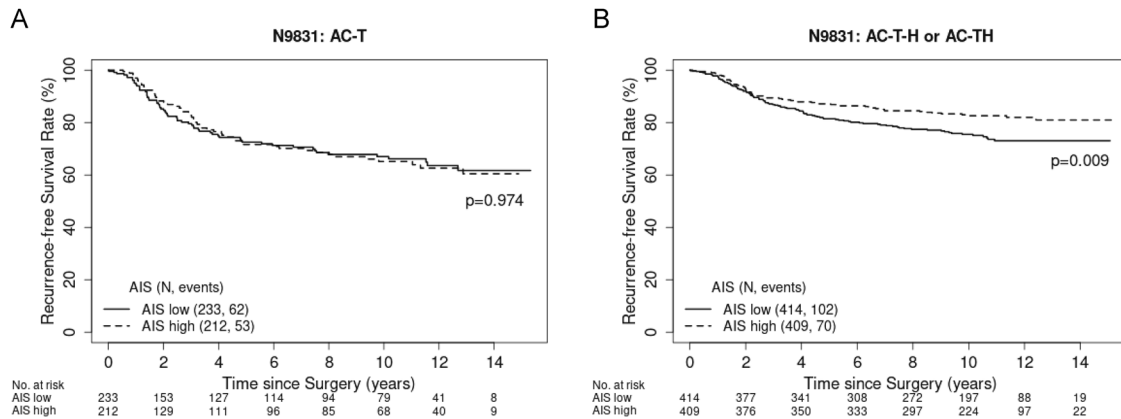 A
N9831: AC-T
Recurrence-free Survival Rate (%)
100
80
60
40
20
0
p=0.974
AIS (N, events)
AIS low (233, 62)
AIS high (212, 53)
0 2 4 6 8 10 12 14
Time since Surgery (years)
No. at risk
AIS low 233 153 127 114 94 79 41 8
AIS high 212 129 111 96 85 68 40 9
B
N9831: AC-T-H or AC-TH
Recurrence-free Survival Rate (%)
100
80
60
40
20
0
p=0.009
AIS (N, events)
AIS low (414, 102)
AIS high (409, 70)
0 2 4 6 8 10 12 14
Time since Surgery (years)
No. at risk
AIS low 414 377 341 308 272 197 88 19
AIS high 409 376 350 333 297 224 97 22